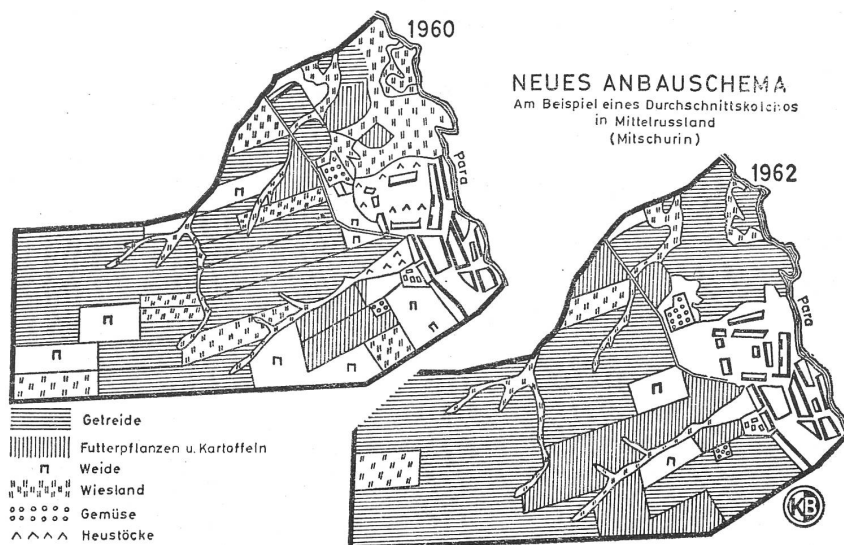 1960
NEUES ANBAUSCHEMA
Am Beispiel eines Durchschnittskolchos
in Mittelrussland
(Mitschurin)
Para
1962
Para
Getreide
Futterpflanzen u. Kartoffeln
Weide
Wiesland
Gemüse
Heustöcke
KB